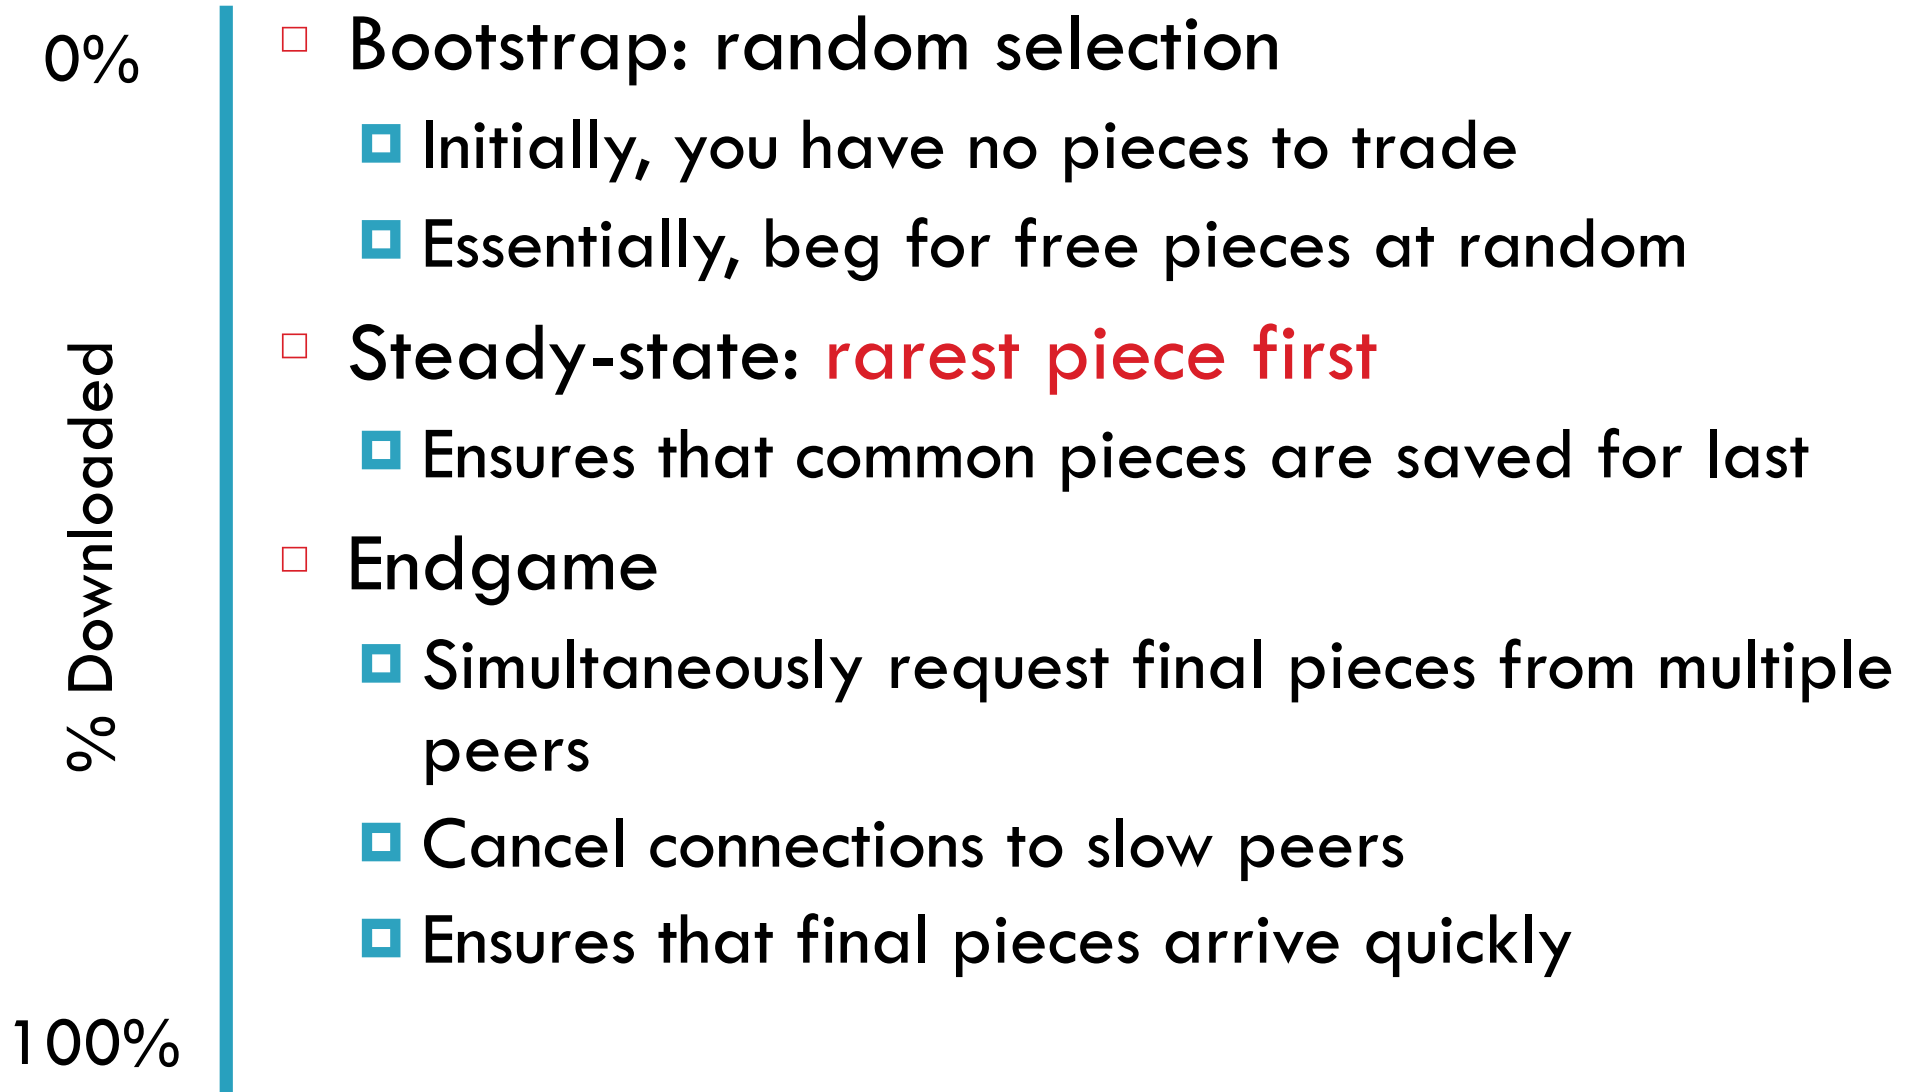 0%
% Downloaded
100%
Bootstrap: random selection
Initially, you have no pieces to trade
Essentially, beg for free pieces at random
Steady-state: rarest piece first
Ensures that common pieces are saved for last
Endgame
Simultaneously request final pieces from multiple
peers
Cancel connections to slow peers
Ensures that final pieces arrive quickly